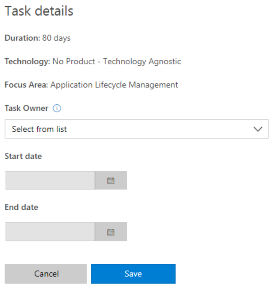 Task details
Duration: 80 days
Technology: No Product - Technology Agnostic
Focus Area: Application Lifecycle Management
Task Owner
Select from list
Start date
End date
Cancel Save